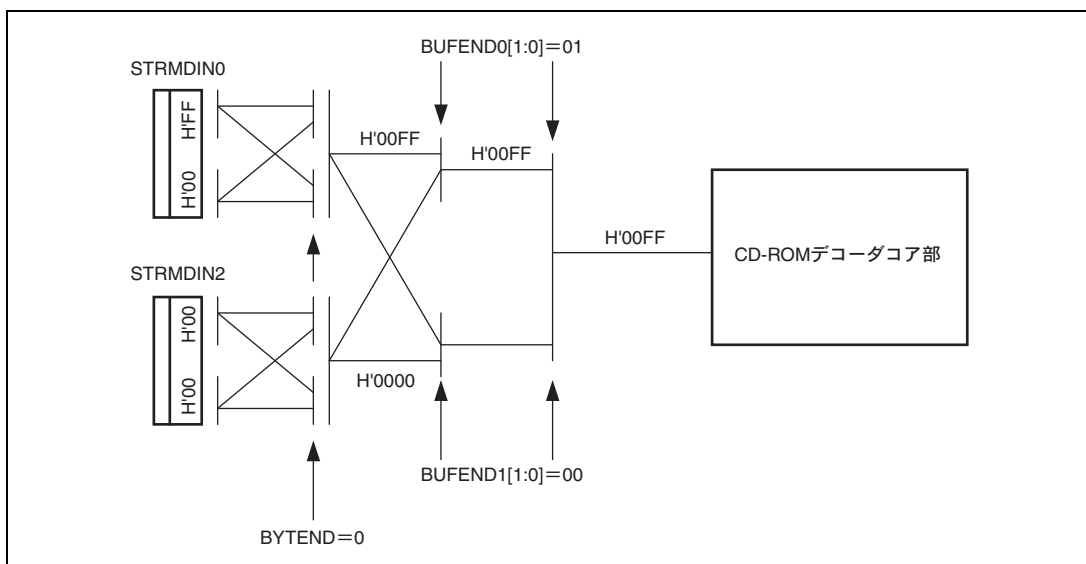 BUFEND0[1:0]=01
STRMDIN0
H'FF
H'00
H'00FF
H'00FF
H'00FF
CD-ROMデコーダコア部
STRMDIN2
H'00
H'00
H'0000
BUFEND1[1:0]=00
BYTEND=0